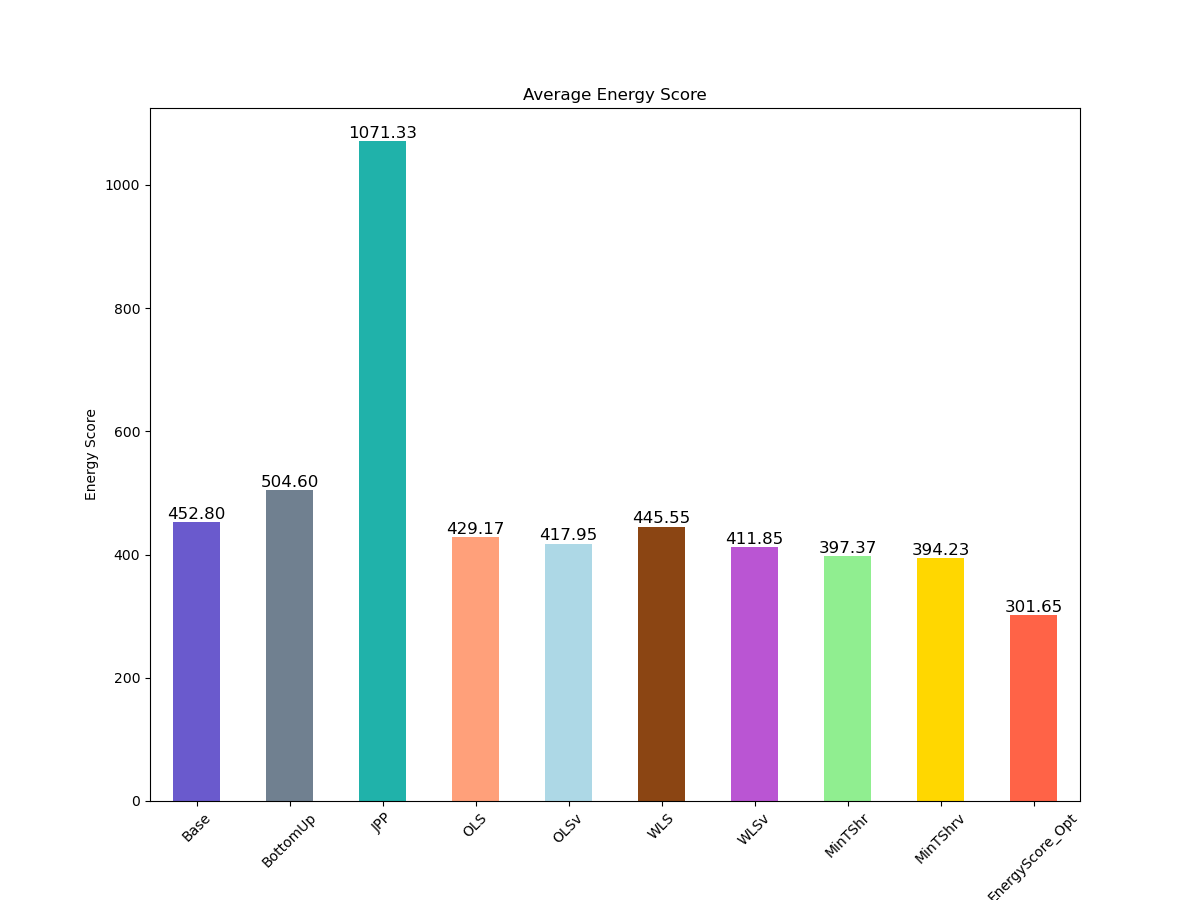 Average Energy Score
Energy Score
1000
800
600
400
200
0
452.80
504.60
1071.33
429.17
417.95
445.55
411.85
397.37
394.23
301.65
Base
BottomUp
JPP
OLS
OLSv
WLS
WLSv
MinTShr
MinTShrv
EnergyScore_Opt